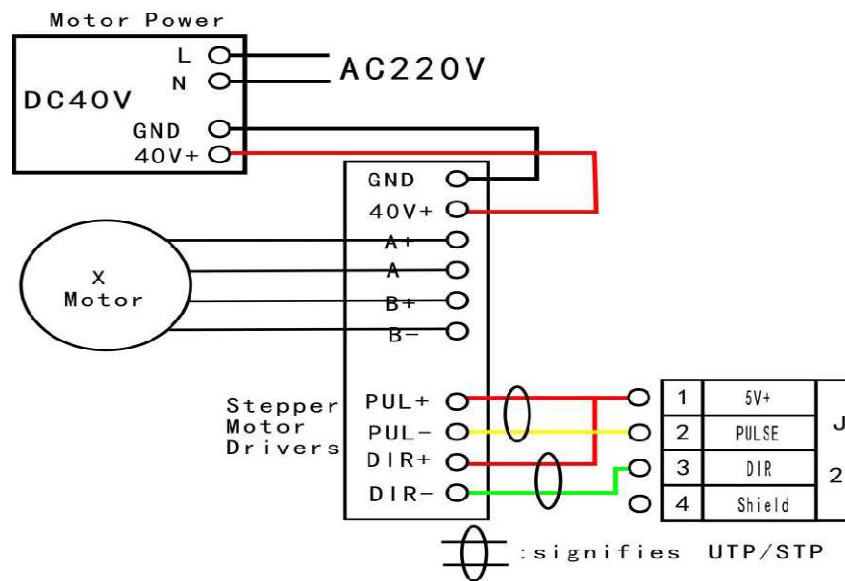 Motor Power
L
N
AC220V
DC40V
GND
40V+
GND
40V+
A+
A
B+
B-
X
Motor
Stepper
Motor
Drivers
PUL+
PUL-
DIR+
DIR-
1 5V+
2 PULSE
3 DIR
4 Shield
J
2
:signifies UTP/STP